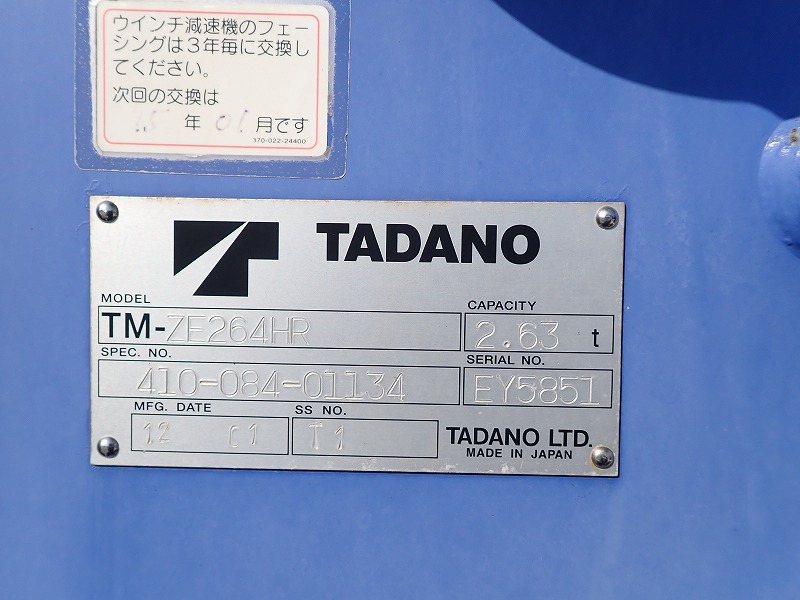 ウインチ減速機のフェー
シングは3年毎に交換し
てください。
次回の交換は
15 年 01 月です
370-022-24400
TADANO
MODEL
TM-ZE264HR
CAPACITY
2.63 t
SPEC. NO.
410-084-01134
SERIAL NO.
EY5851
MFG. DATE
12 01
SS NO.
T1
TADANO LTD.
MADE IN JAPAN